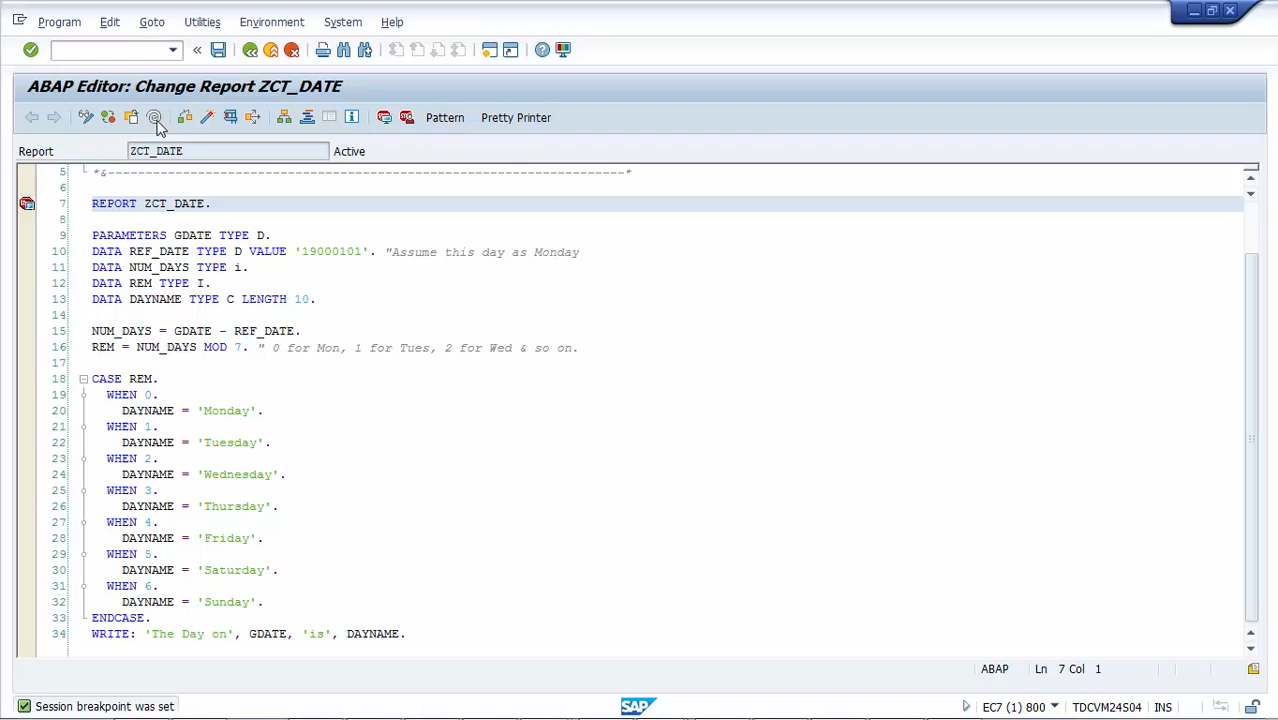 Program Edit Goto Utilities Environment System Help
ABAP Editor: Change Report ZCT_DATE
Pattern Pretty Printer
Report ZCT_DATE Active
5 *&---------------------------------------------------------------------*
6
7 REPORT ZCT_DATE.
8
9 PARAMETERS GDATE TYPE D.
10 DATA REF_DATE TYPE D VALUE '19000101'. "Assume this day as Monday
11 DATA NUM_DAYS TYPE i.
12 DATA REM TYPE I.
13 DATA DAYNAME TYPE C LENGTH 10.
14
15 NUM_DAYS = GDATE - REF_DATE.
16 REM = NUM_DAYS MOD 7. " 0 for Mon, 1 for Tues, 2 for Wed & so on.
17
18 CASE REM.
19 WHEN 0.
20 DAYNAME = 'Monday'.
21 WHEN 1.
22 DAYNAME = 'Tuesday'.
23 WHEN 2.
24 DAYNAME = 'Wednesday'.
25 WHEN 3.
26 DAYNAME = 'Thursday'.
27 WHEN 4.
28 DAYNAME = 'Friday'.
29 WHEN 5.
30 DAYNAME = 'Saturday'.
31 WHEN 6.
32 DAYNAME = 'Sunday'.
33 ENDCASE.
34 WRITE: 'The Day on', GDATE, 'is', DAYNAME.
ABAP Ln 7 Col 1
Session breakpoint was set SAP EC7 (1) 800 TDCVM24S04 INS